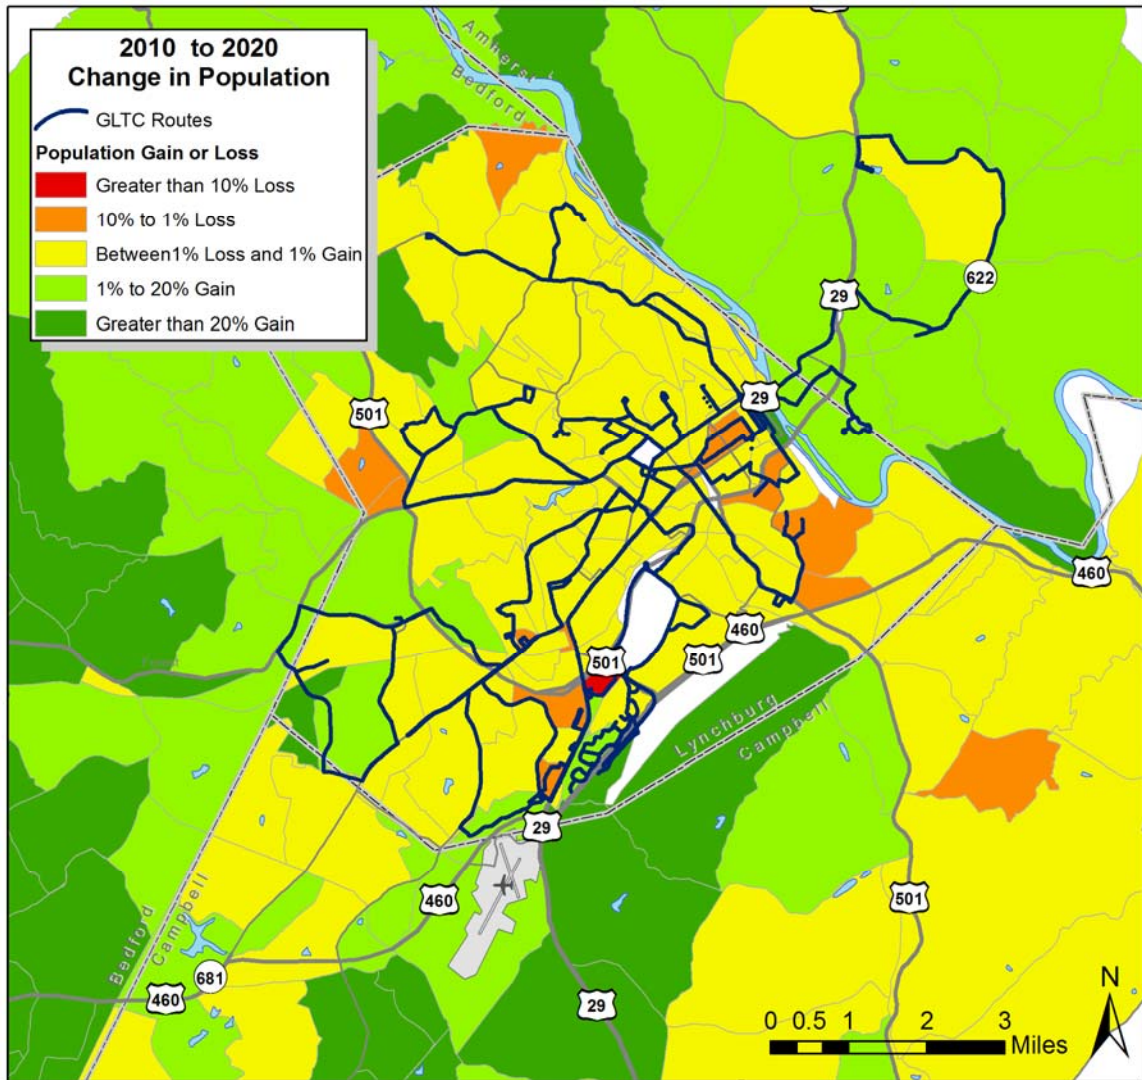 2010 to 2020
Change in Population
GLTC Routes
Population Gain or Loss
Greater than 10% Loss
10% to 1% Loss
Between1% Loss and 1% Gain
1% to 20% Gain
Greater than 20% Gain
Amherst
Bedford
622
29
501
29
460
460
501
501
Lynchburg
Campbell
29
460
501
Bedford
Campbell
681
460
29
N
0 0.5 1 2 3
Miles